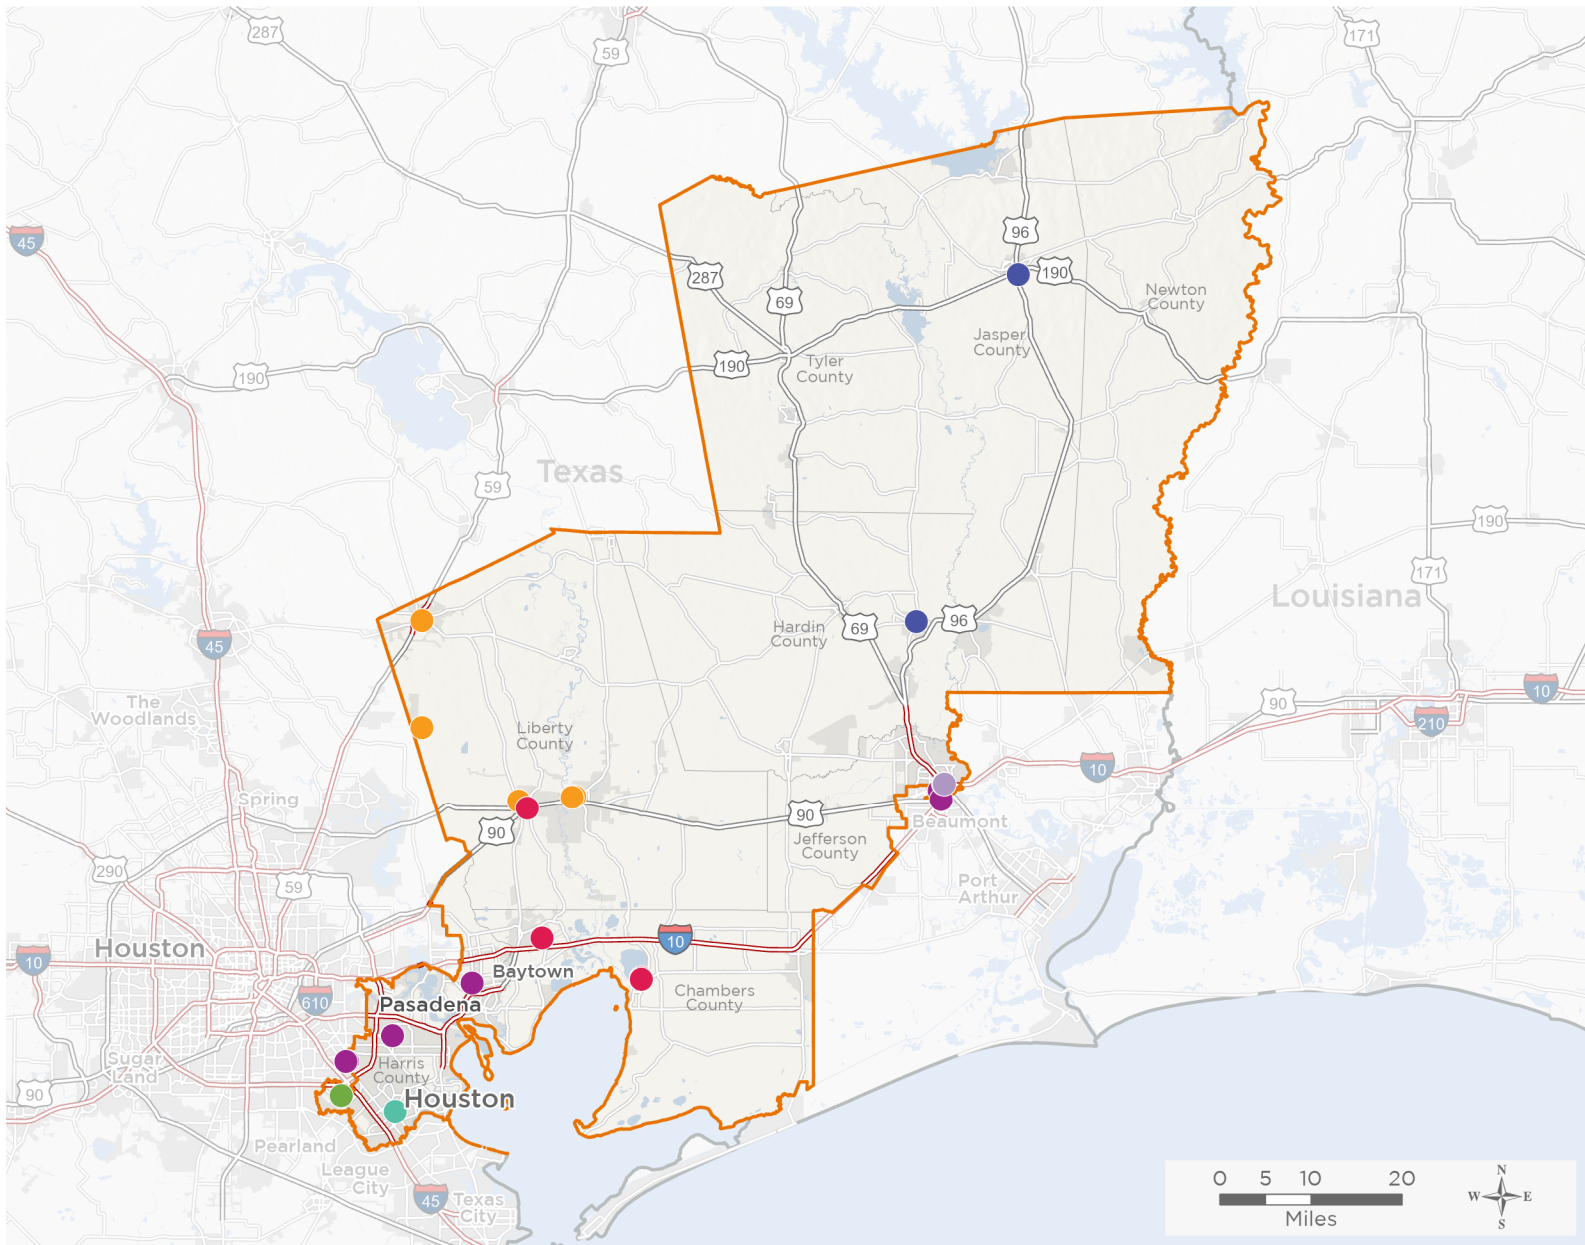 287
59
171
45
96
190
287
Newton
County
69
Jasper
County
190
Tyler
County
190
59
Texas
190
171
Louisiana
Hardin
County
69
96
45
The
Woodlands
10
90
210
Liberty
County
10
Spring
90
90
Beaumont
Jefferson
County
290
59
Port
Arthur
10
Houston
10
Baytown
610
Pasadena
Chambers
County
Sugar
Land
Harris
County
90
Houston
Pearland
League
City
45
Texas
City
0 5 10 20
Miles
N
W E
S